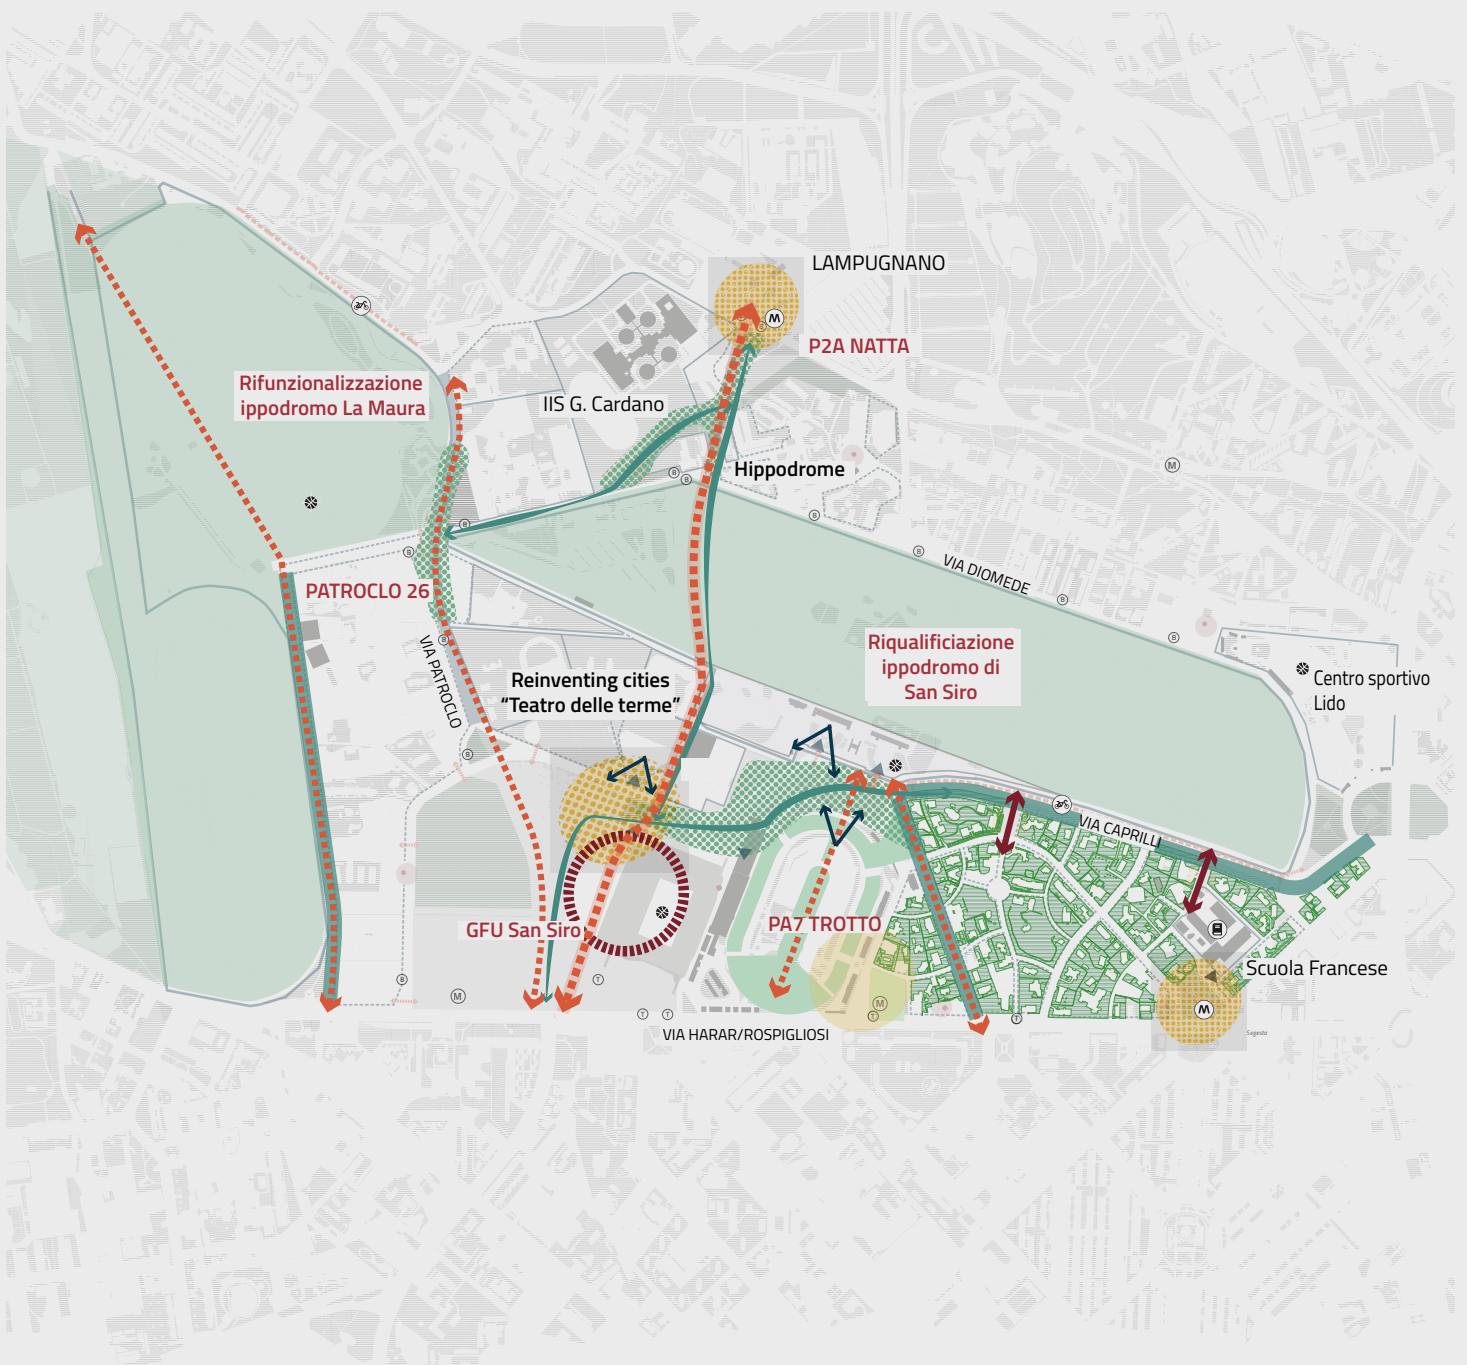 LAMPUGNANO
M
P2A NATTA
Rifunzionalizzazione
ippodromo La Maura
IIS G. Cardano
Hippodrome
M
B
B
B
B
B
B
VIA DIOMEDE
B
PATROCLO 26
B
B
VIA PATROCLO
Riqualificiazione
ippodromo di
San Siro
Reinventing cities
“Teatro delle terme”
Centro sportivo
Lido
B
VIA CAPRILLI
GFU San Siro
PA7 TROTTO
Scuola Francese
B
M
T
M
M
T
T
T
T
Segesta
VIA HARAR/ROSPIGLIOSI